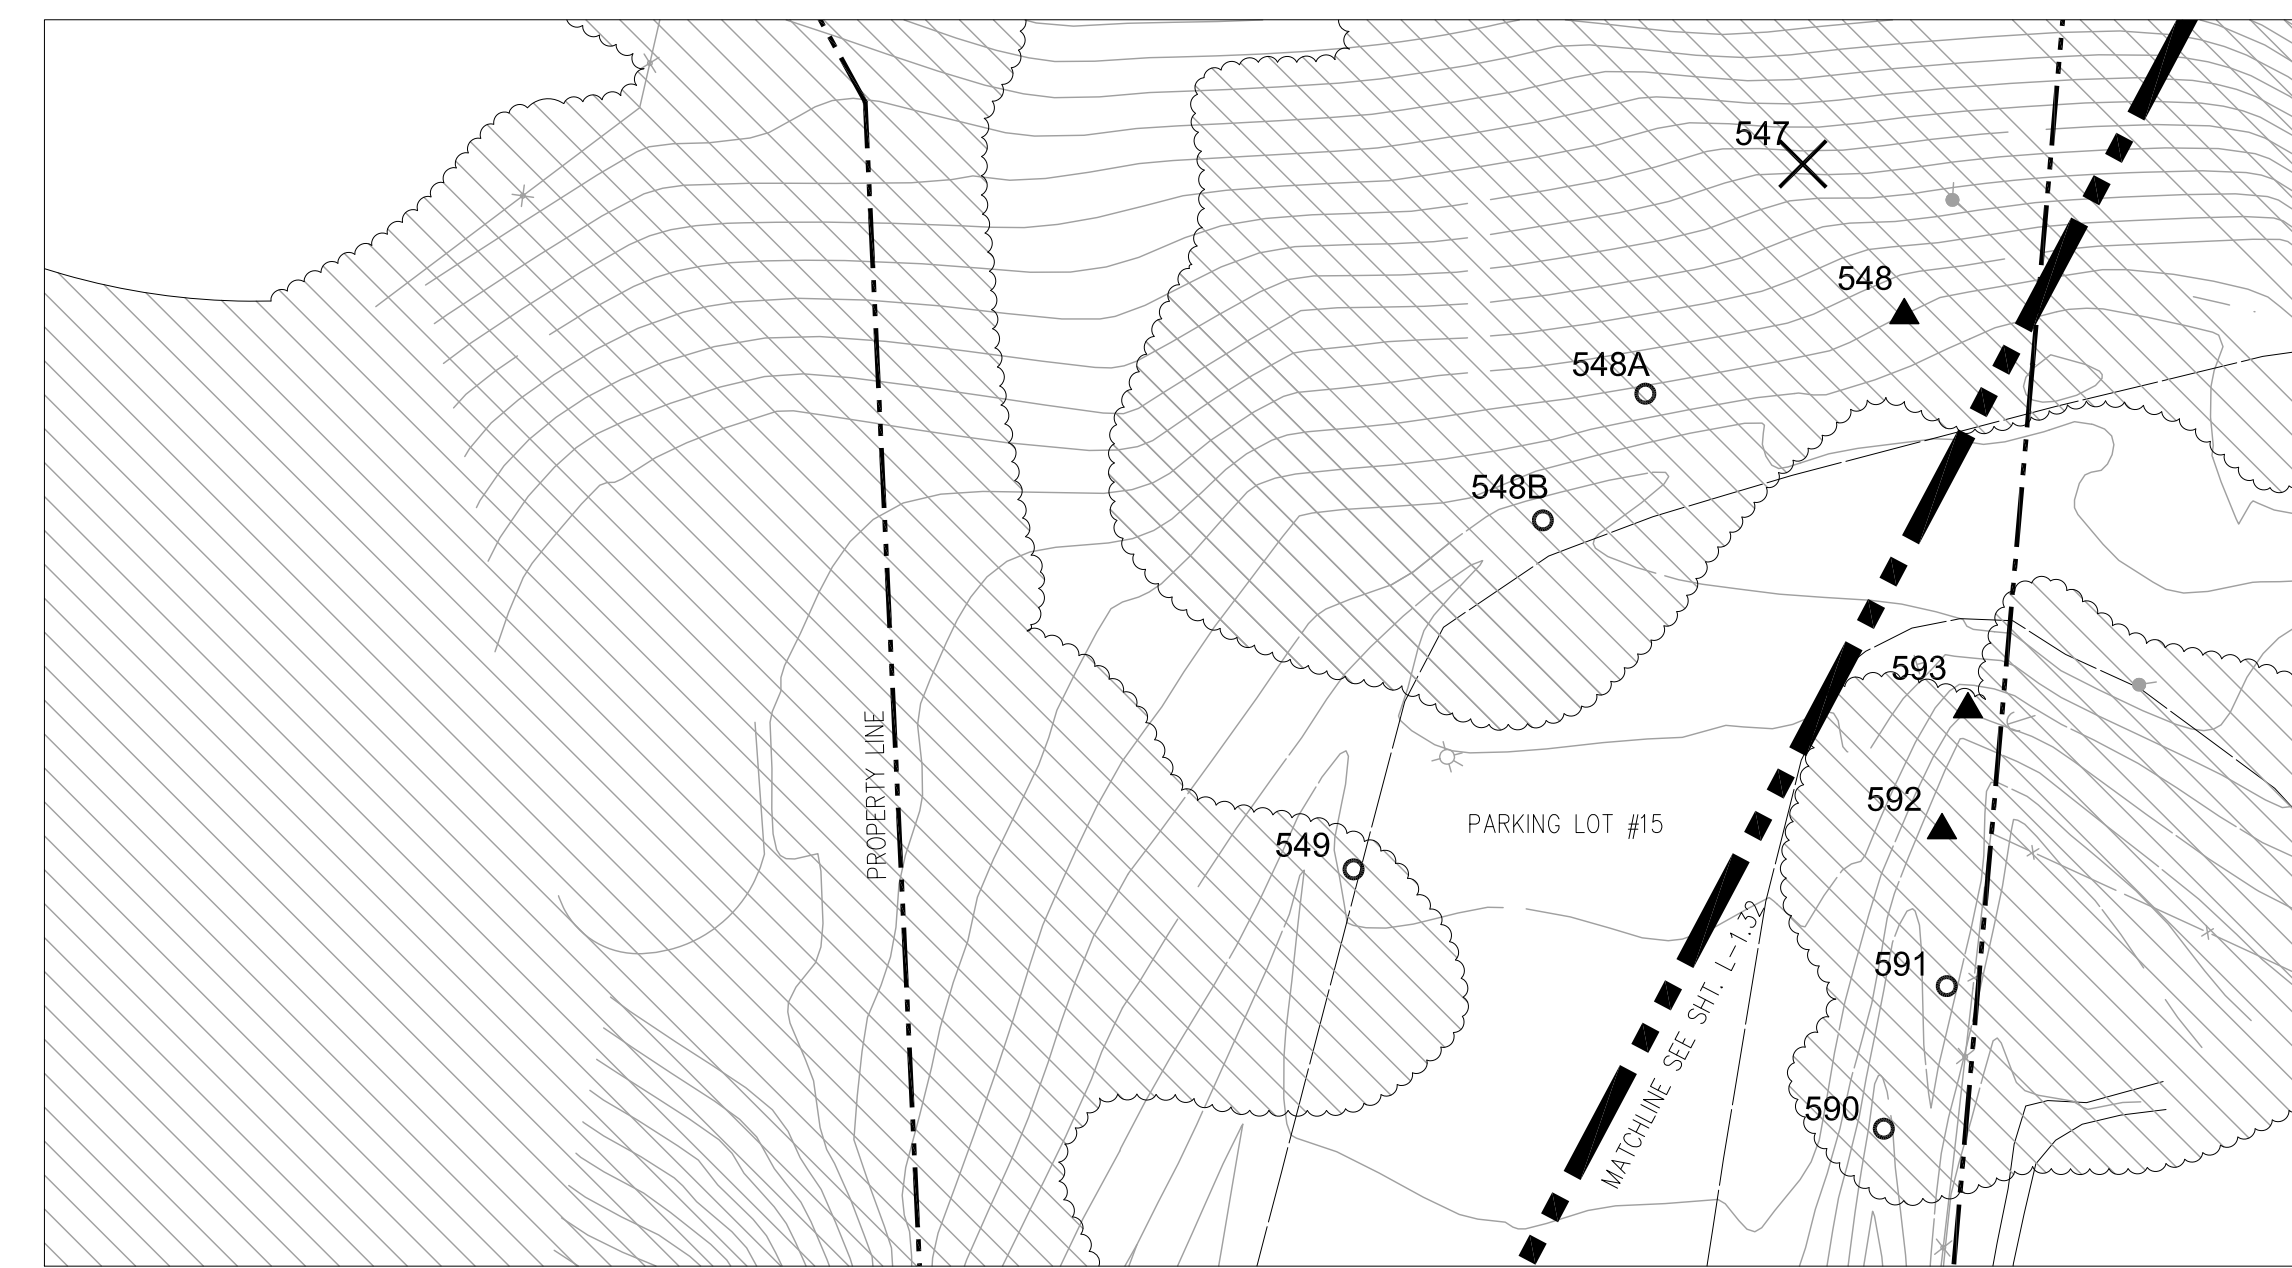 547
548
548A
548B
593
PROPERTY LINE
592
PARKING LOT #15
549
MATCHLINE SEE SHT. L-1.32
591
590